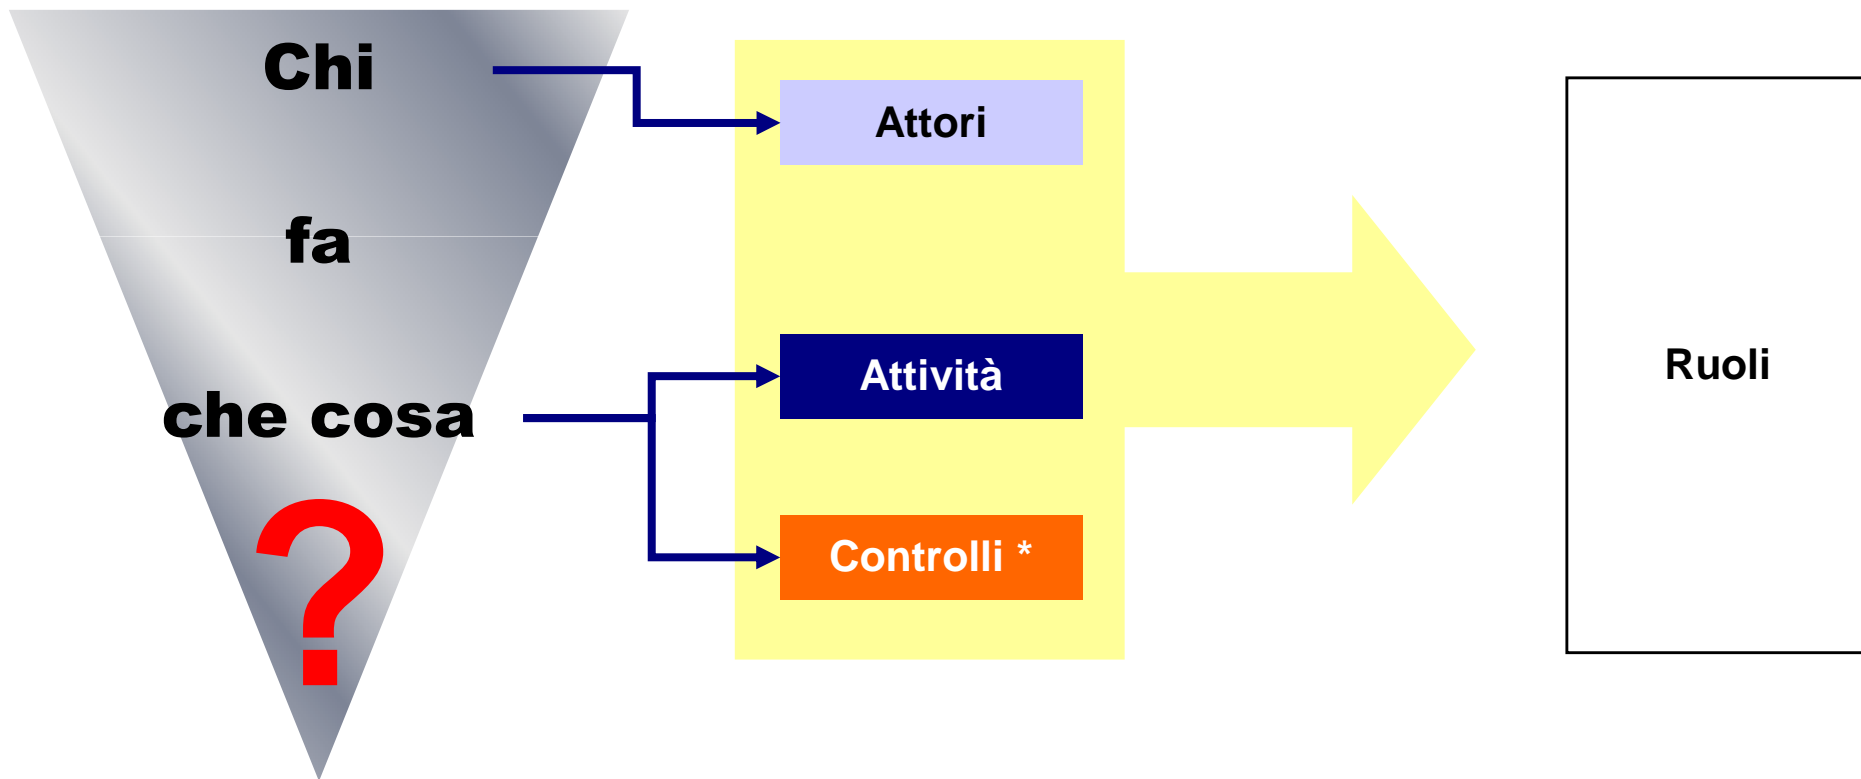 Chi
fa
che cosa
?
Attori
Attività
Controlli *
Ruoli